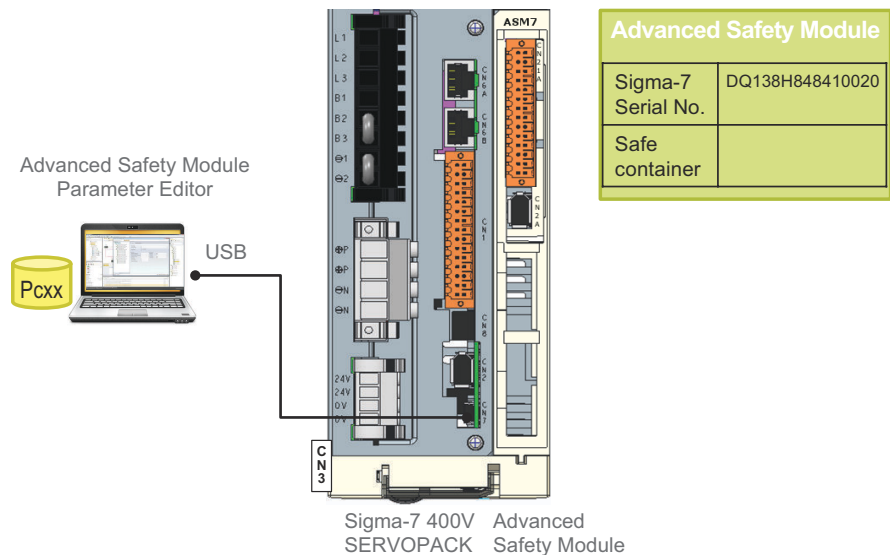 ASM7
Advanced Safety Module
Sigma-7
Serial No.
DQ138H848410020
Safe
container
L1
L2
L3
B1
B2
B3
⊖1
⊖2
CN6A
CN6B
CN21A
CN1
CN2A
Advanced Safety Module
Parameter Editor
USB
Pcxx
⊕P
⊕P
⊖N
⊖N
CN8
CN2
CN7
24V
24V
0V
0V
CN3
Sigma-7 400V
SERVOPACK
Advanced
Safety Module